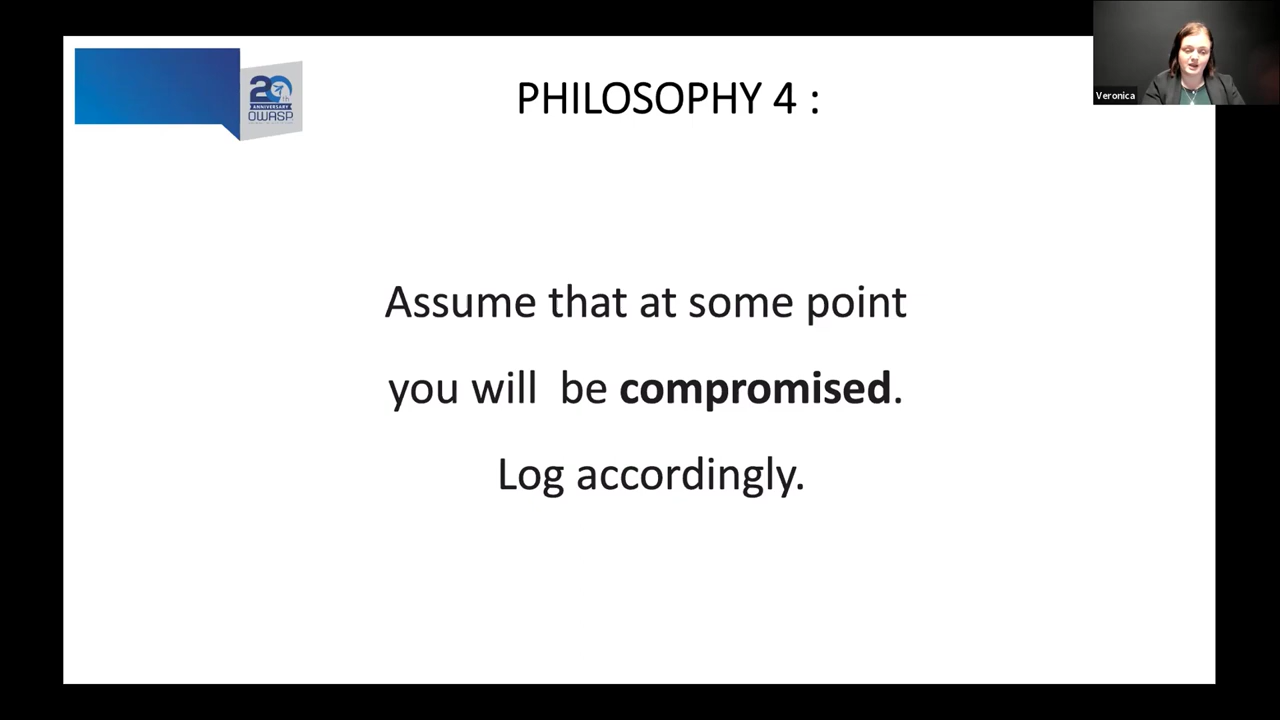 20th
ANNIVERSARY
OWASP
PHILOSOPHY 4 :
Veronica
Assume that at some point
you will  be compromised.
Log accordingly.